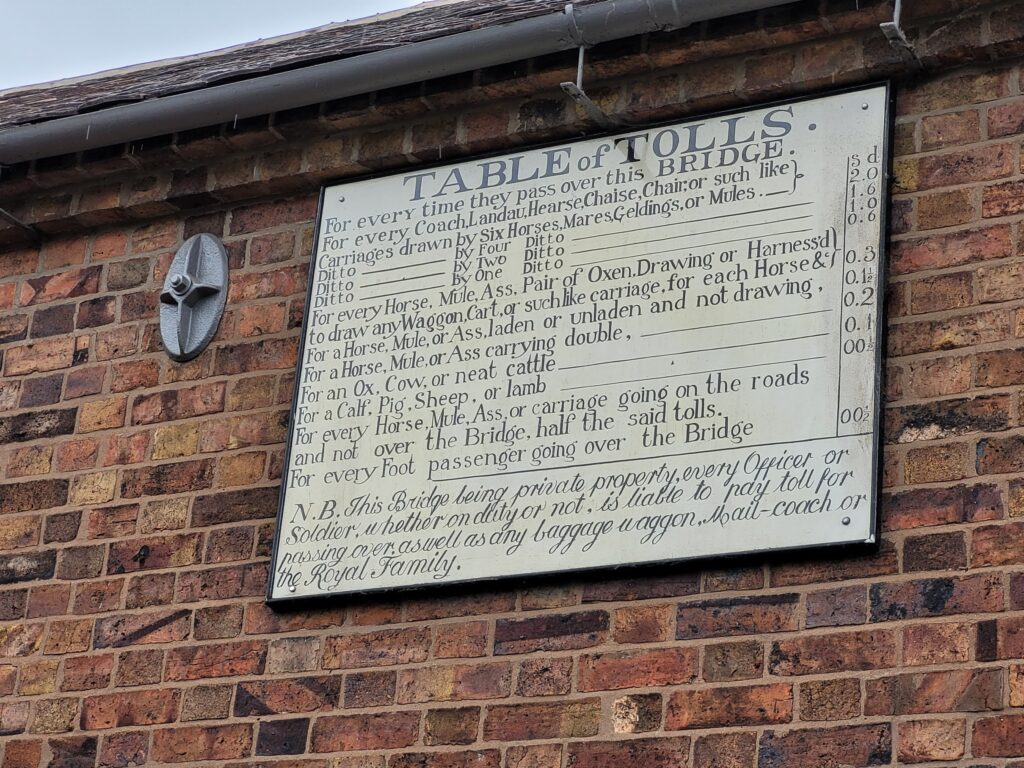 TABLE of TOLLS.
For every time they pass over this BRIDGE.
s d
For every Coach, Landau, Hearse, Chaise, Chair, or such like }
Carriages drawn by Six Horses, Mares, Geldings, or Mules. 2. 0
Ditto by Four Ditto 1. 6
Ditto by Two Ditto 1. 0
Ditto by One Ditto 0. 6
For every Horse, Mule, Ass, Pair of Oxen, Drawing or Harness'd }
to draw any Waggon, Cart, or such like carriage, for each Horse &c. 0. 3
For a Horse, Mule, or Ass, laden or unladen and not drawing, 0. 1½
For a Horse, Mule, or Ass carrying double, 0. 2
For an Ox, Cow, or neat cattle 0. 1
For a Calf, Pig, Sheep, or lamb 00½
For every Horse, Mule, Ass, or carriage going on the roads
and not over the Bridge, half the said tolls.
For every Foot passenger going over the Bridge 00½
N.B. This Bridge being private property, every Officer or
Soldier, whether on duty or not, is liable to pay toll for
passing over, as well as any baggage waggon, Mail-coach or
the Royal Family.